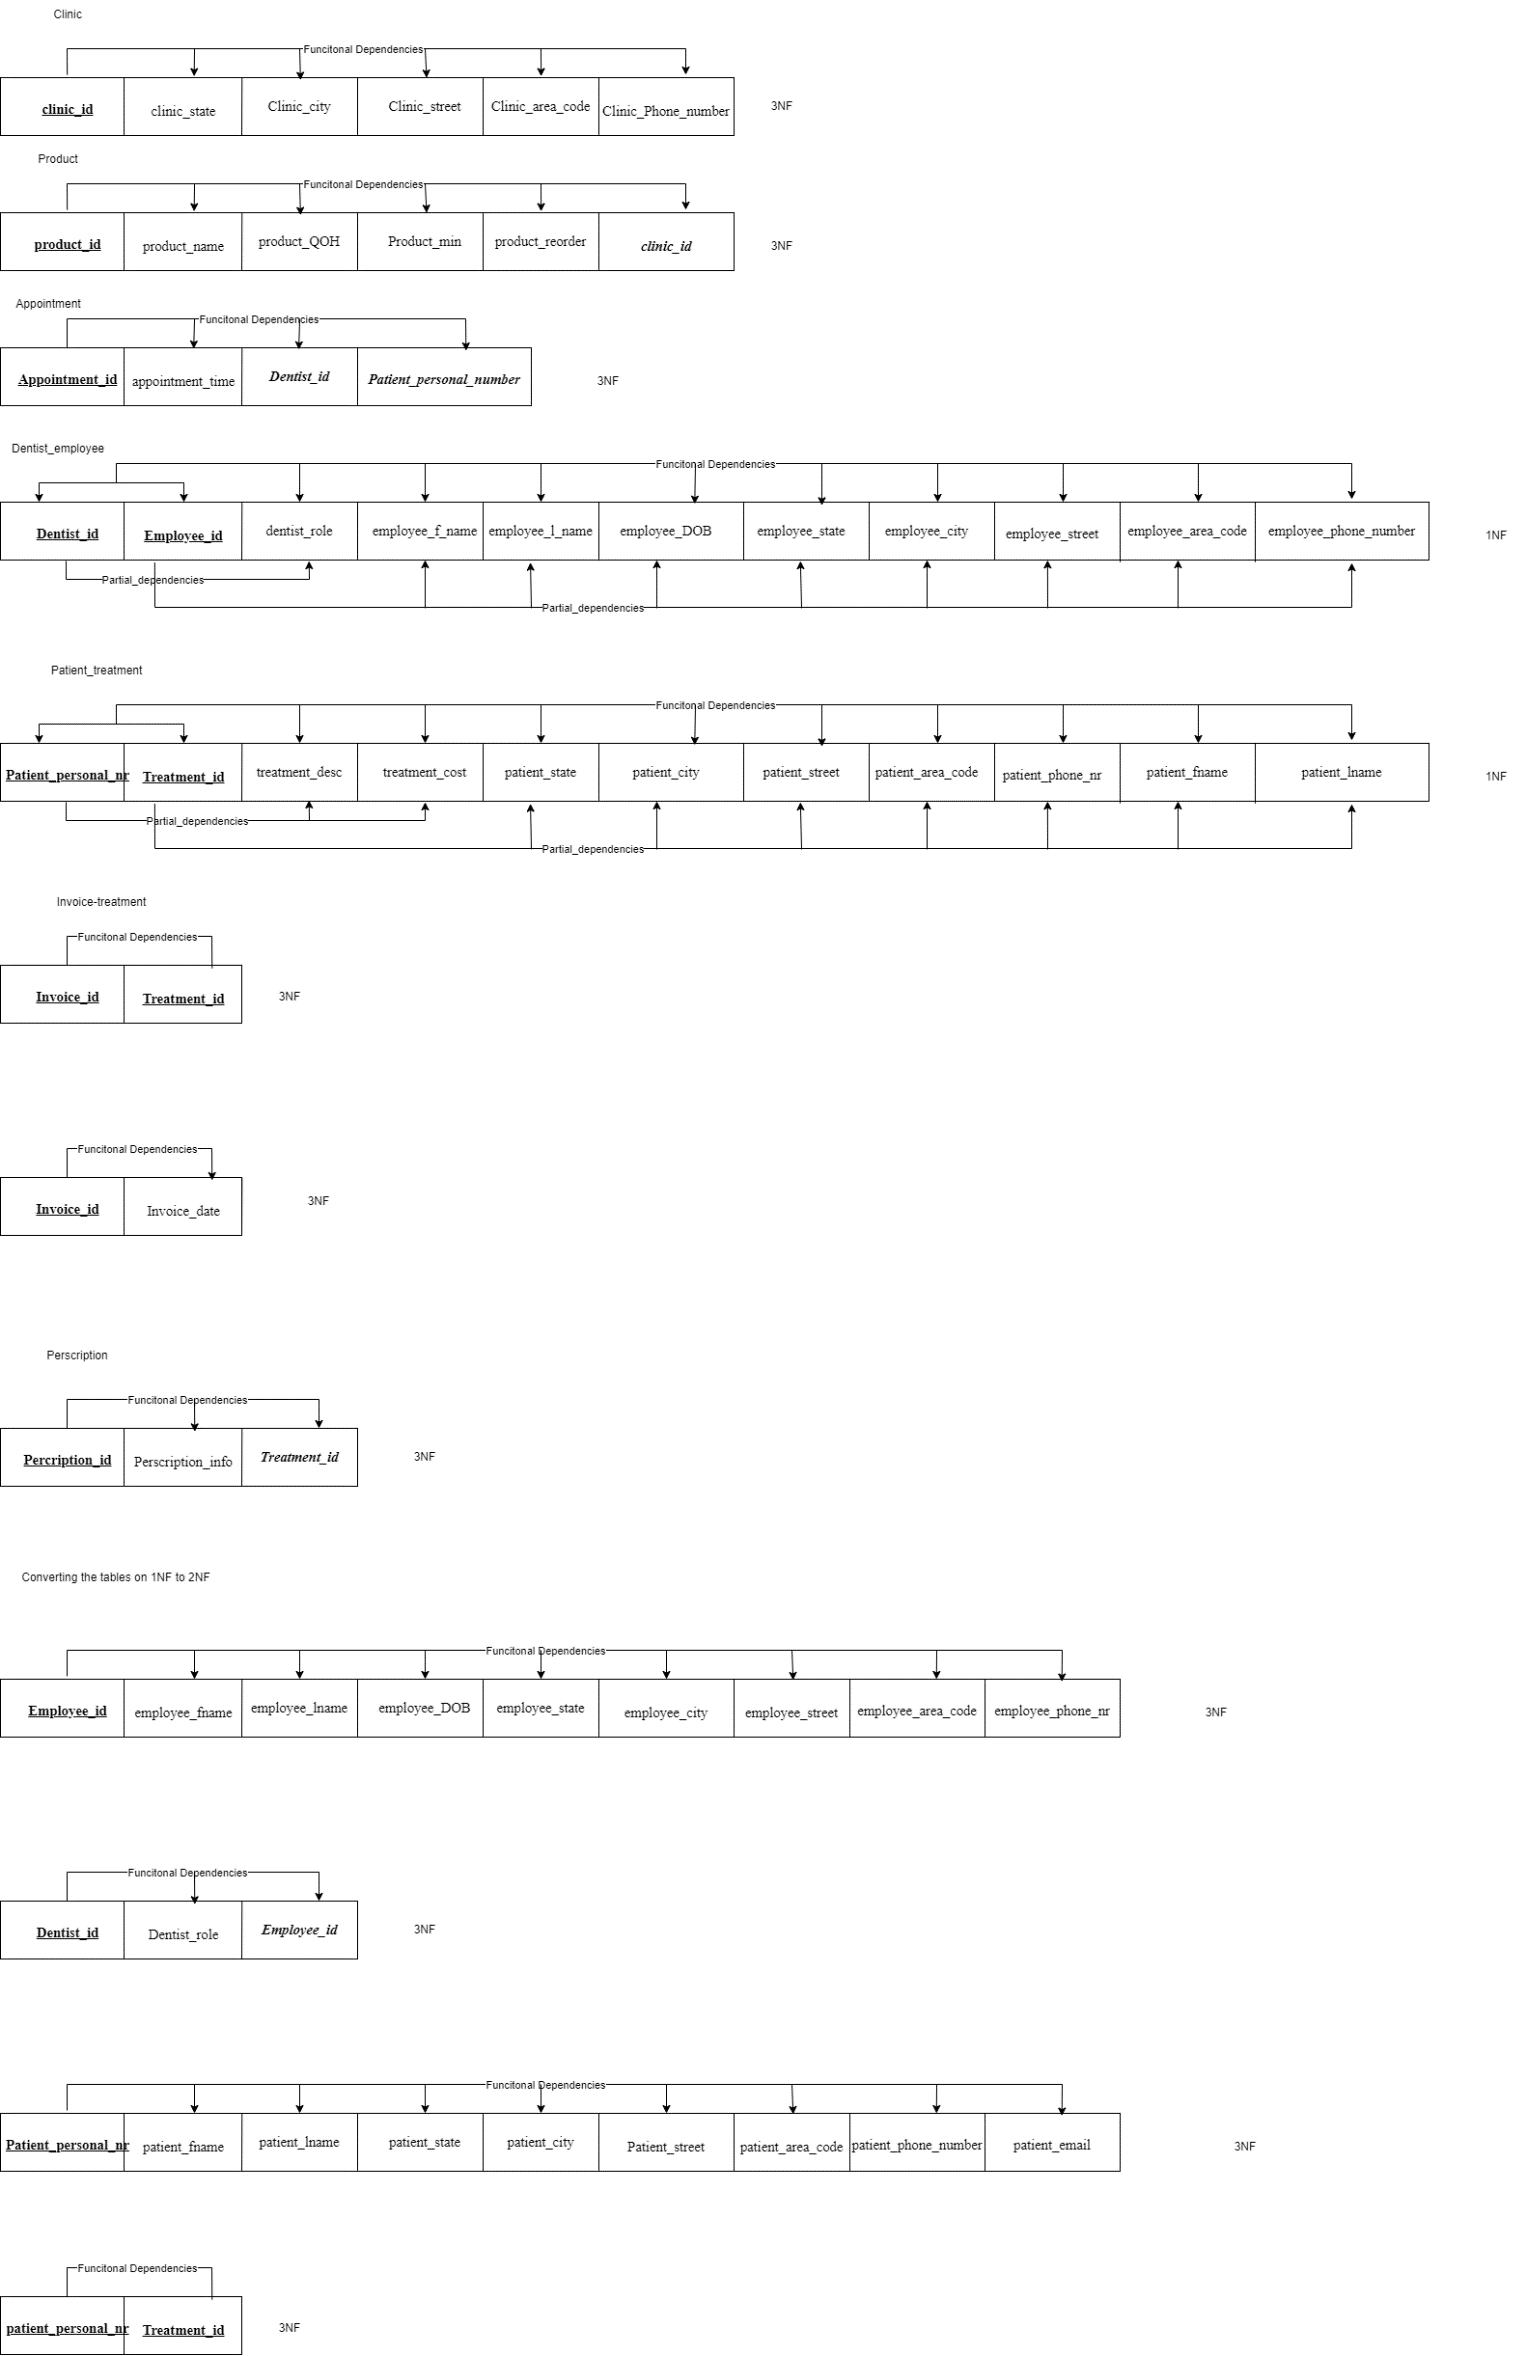 Clinic
Funcitonal Dependencies
clinic_id clinic_state Clinic_city Clinic_street Clinic_area_code Clinic_Phone_number 3NF
Product
Funcitonal Dependencies
product_id product_name product_QOH Product_min product_reorder clinic_id 3NF
Appointment
Funcitonal Dependencies
Appointment_id appointment_time Dentist_id Patient_personal_number 3NF
Dentist_employee
Funcitonal Dependencies
Dentist_id Employee_id dentist_role employee_f_name employee_l_name employee_DOB employee_state employee_city employee_street employee_area_code employee_phone_number 1NF
Partial_dependencies
Partial_dependencies
Patient_treatment
Funcitonal Dependencies
Patient_personal_nr Treatment_id treatment_desc treatment_cost patient_state patient_city patient_street patient_area_code patient_phone_nr patient_fname patient_lname 1NF
Partial_dependencies
Partial_dependencies
Invoice-treatment
Funcitonal Dependencies
Invoice_id Treatment_id 3NF
Funcitonal Dependencies
Invoice_id Invoice_date 3NF
Perscription
Funcitonal Dependencies
Percription_id Perscription_info Treatment_id 3NF
Converting the tables on 1NF to 2NF
Funcitonal Dependencies
Employee_id employee_fname employee_lname employee_DOB employee_state employee_city employee_street employee_area_code employee_phone_nr 3NF
Funcitonal Dependencies
Dentist_id Dentist_role Employee_id 3NF
Funcitonal Dependencies
Patient_personal_nr patient_fname patient_lname patient_state patient_city Patient_street patient_area_code patient_phone_number patient_email 3NF
Funcitonal Dependencies
patient_personal_nr Treatment_id 3NF